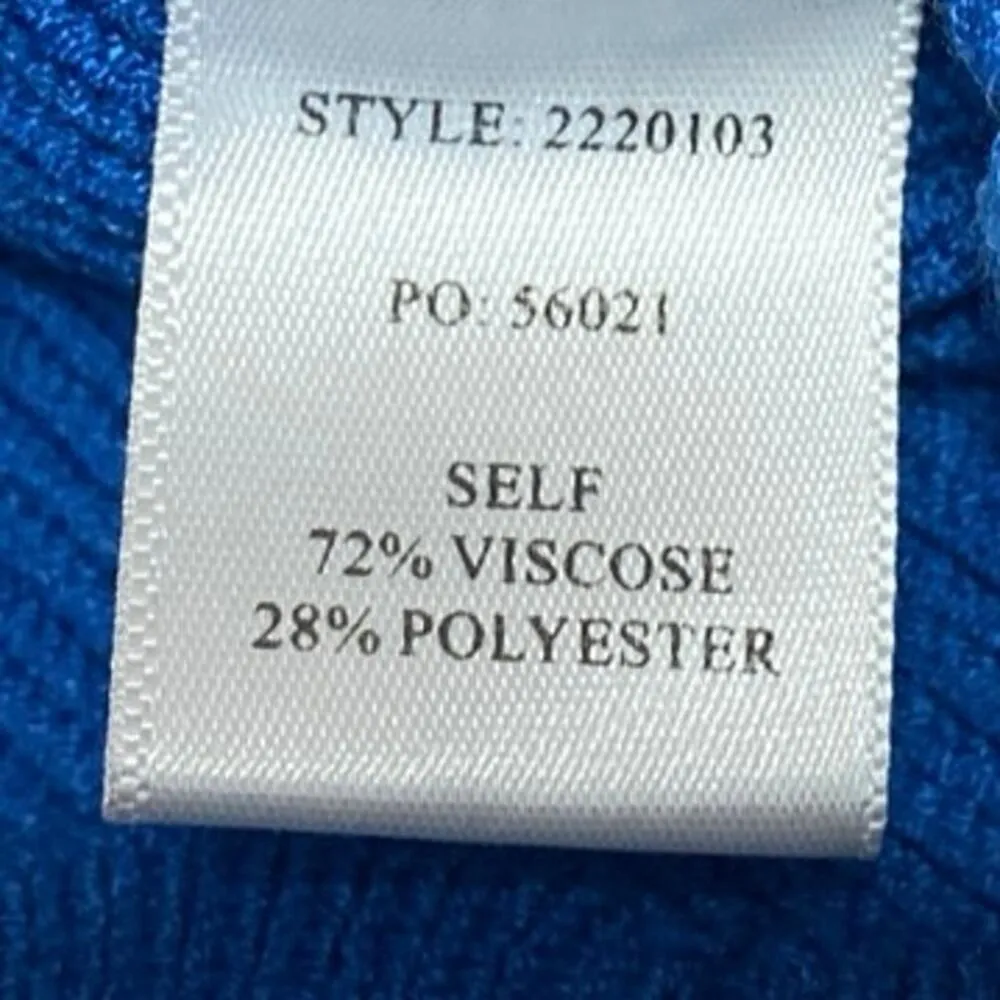 STYLE: 2220103
PO: 56021
SELF
72% VISCOSE
28% POLYESTER